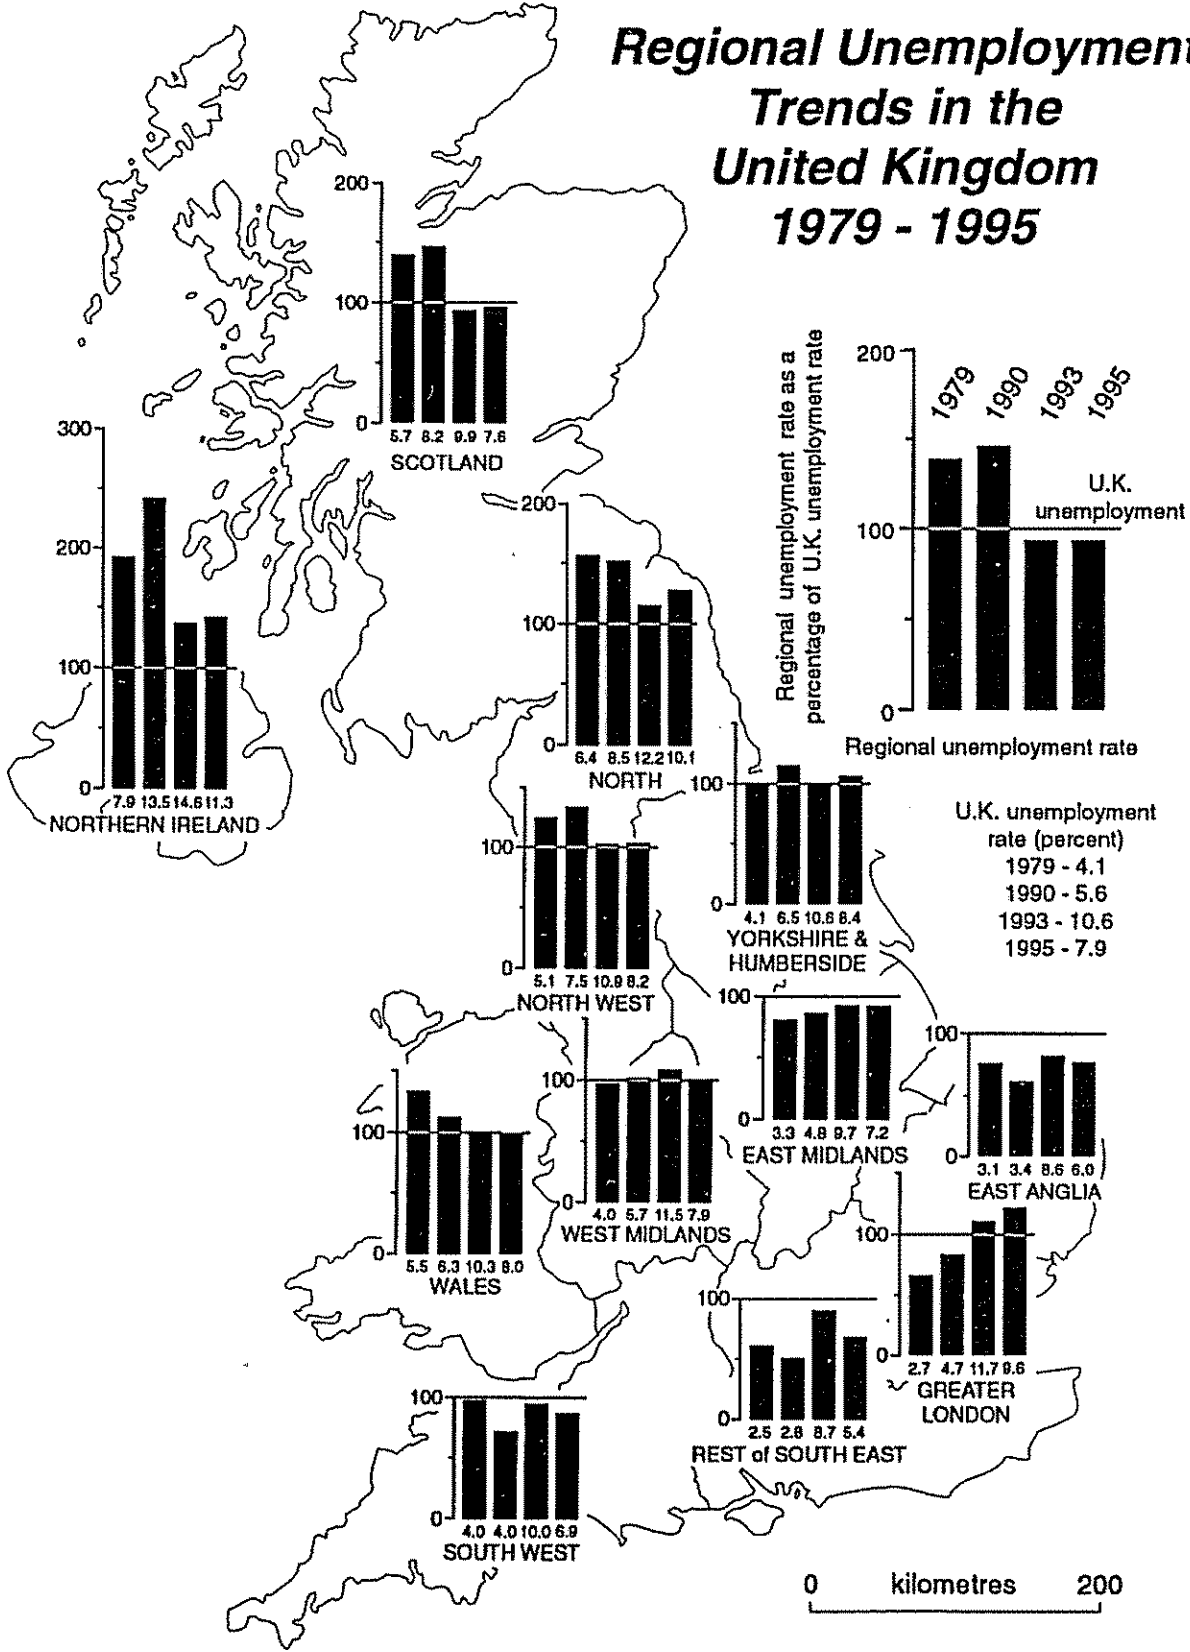 Regional Unemployment
Trends in the
United Kingdom
1979 - 1995
200
100
0
5.7 8.2 9.9 7.6
SCOTLAND
Regional unemployment rate as a
percentage of U.K. unemployment rate
200
100
0
1979 1990 1993 1995
U.K.
unemployment
Regional unemployment rate
U.K. unemployment
rate (percent)
1979 - 4.1
1990 - 5.6
1993 - 10.6
1995 - 7.9
300
200
100
0
7.9 13.5 14.6 11.3
NORTHERN IRELAND
200
100
0
6.4 8.5 12.2 10.1
NORTH
100
0
4.1 6.5 10.6 8.4
YORKSHIRE &
HUMBERSIDE
100
0
5.1 7.5 10.9 8.2
NORTH WEST
100
0
3.3 4.8 9.7 7.2
EAST MIDLANDS
100
0
3.1 3.4 8.6 6.0
EAST ANGLIA
100
0
4.0 5.7 11.5 7.9
WEST MIDLANDS
100
0
5.5 6.3 10.3 8.0
WALES
100
0
2.7 4.7 11.7 9.6
GREATER
LONDON
100
0
2.5 2.8 8.7 5.4
REST of SOUTH EAST
100
0
4.0 4.0 10.0 6.9
SOUTH WEST
0 kilometres 200